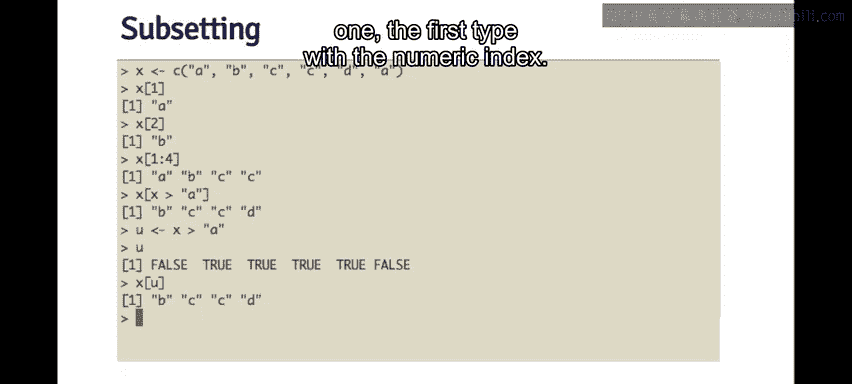 Subsetting
one, the first type
with the numeric index.
> x <- c("a", "b", "c", "c", "d", "a")
> x[1]
[1] "a"
> x[2]
[1] "b"
> x[1:4]
[1] "a" "b" "c" "c"
> x[x > "a"]
[1] "b" "c" "c" "d"
> u <- x > "a"
> u
[1] FALSE TRUE TRUE TRUE TRUE FALSE
> x[u]
[1] "b" "c" "c" "d"
>